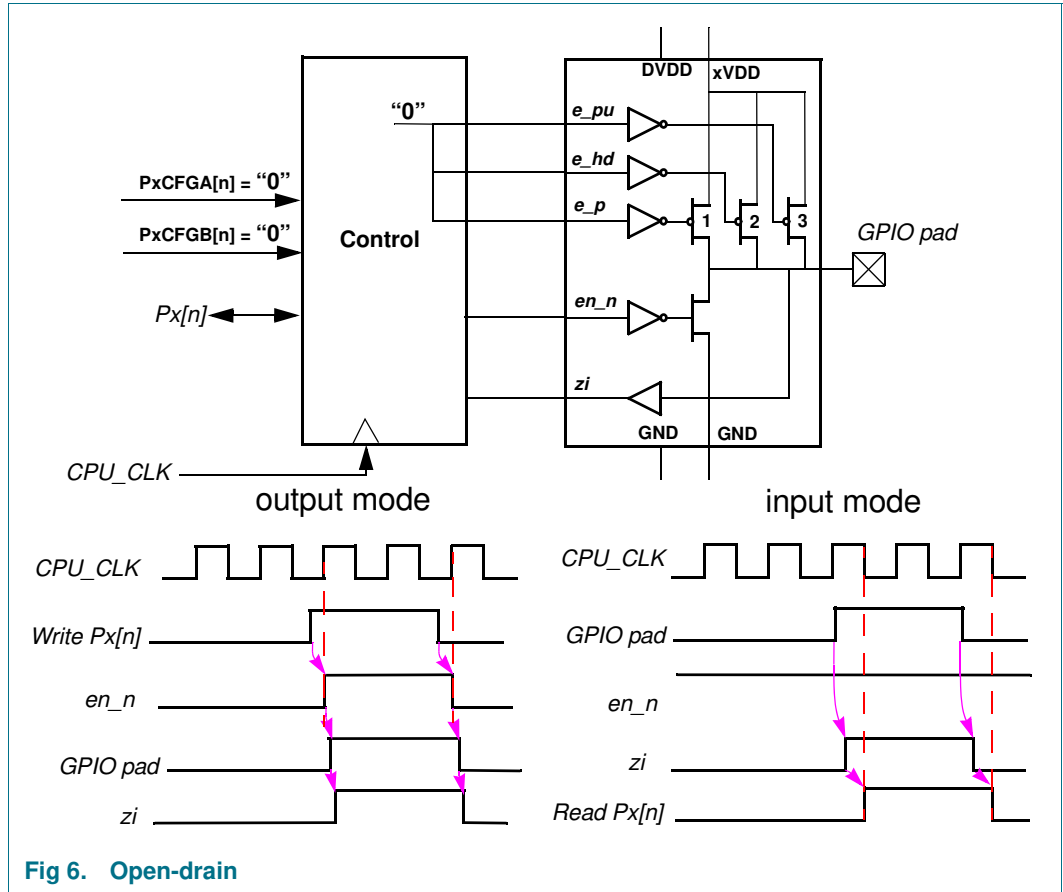 DVDD xVDD
“0”
e_pu
e_hd
PxCFGA[n] = “0”
e_p
1 2 3
Control
GPIO pad
PxCFGB[n] = “0”
Px[n]
en_n
zi
GND GND
CPU_CLK
output mode
input mode
CPU_CLK
Write Px[n]
en_n
GPIO pad
zi
CPU_CLK
GPIO pad
en_n
zi
Read Px[n]
Fig 6. Open-drain